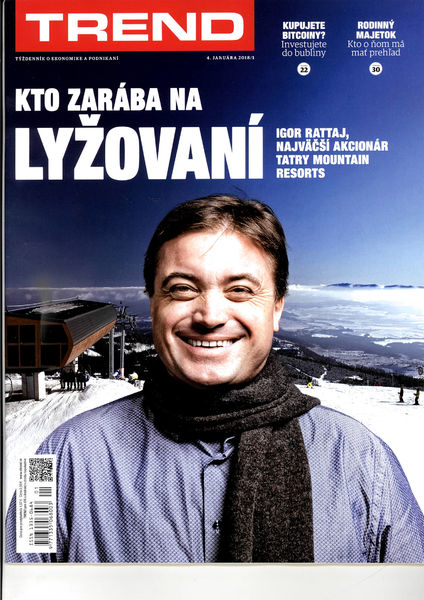 TREND
TÝŽDENNÍK O EKONOMIKE A PODNIKANÍ
4. JANUÁRA 2018/1
KUPUJETE
BITCOINY?
Investujete
do bubliny
22
RODINNÝ
MAJETOK
Kto o ňom má
mať prehľad
30
KTO ZARÁBA NA
LYŽOVANÍ
IGOR RATTAJ,
NAJVÄČŠÍ AKCIONÁR
TATRY MOUNTAIN
RESORTS